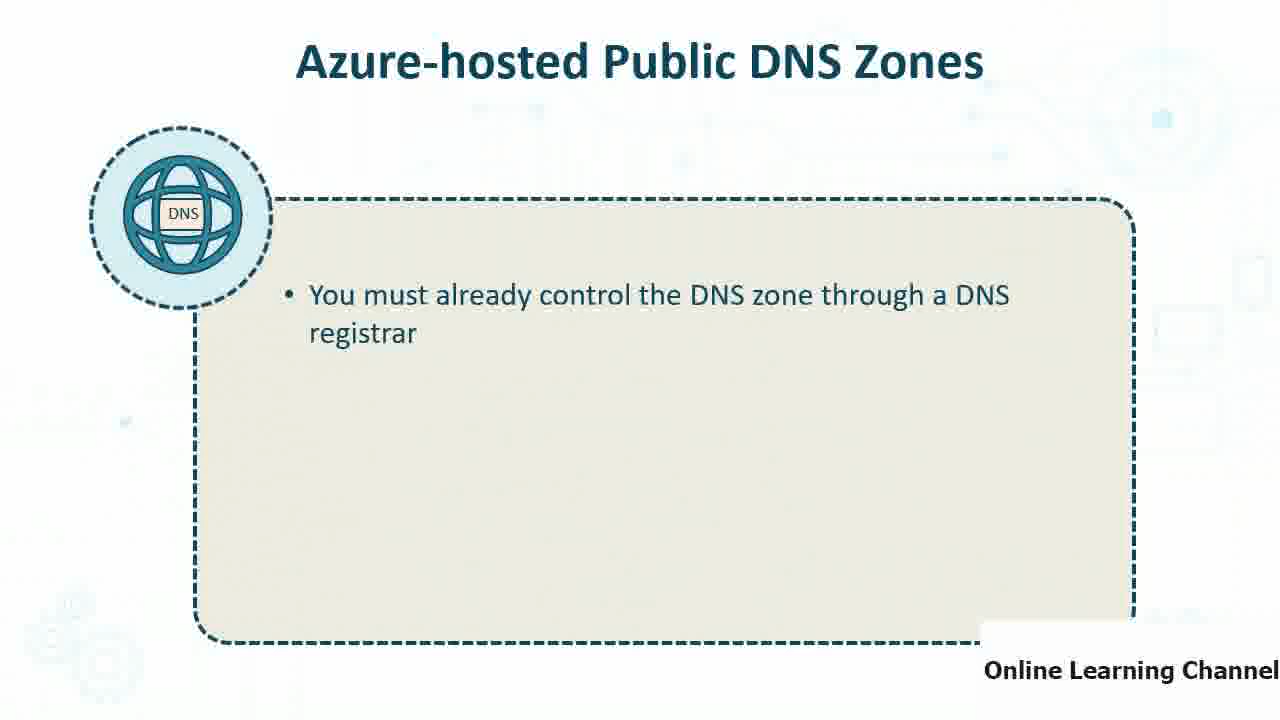 Azure-hosted Public DNS Zones
DNS
• You must already control the DNS zone through a DNS
registrar
Online Learning Channel